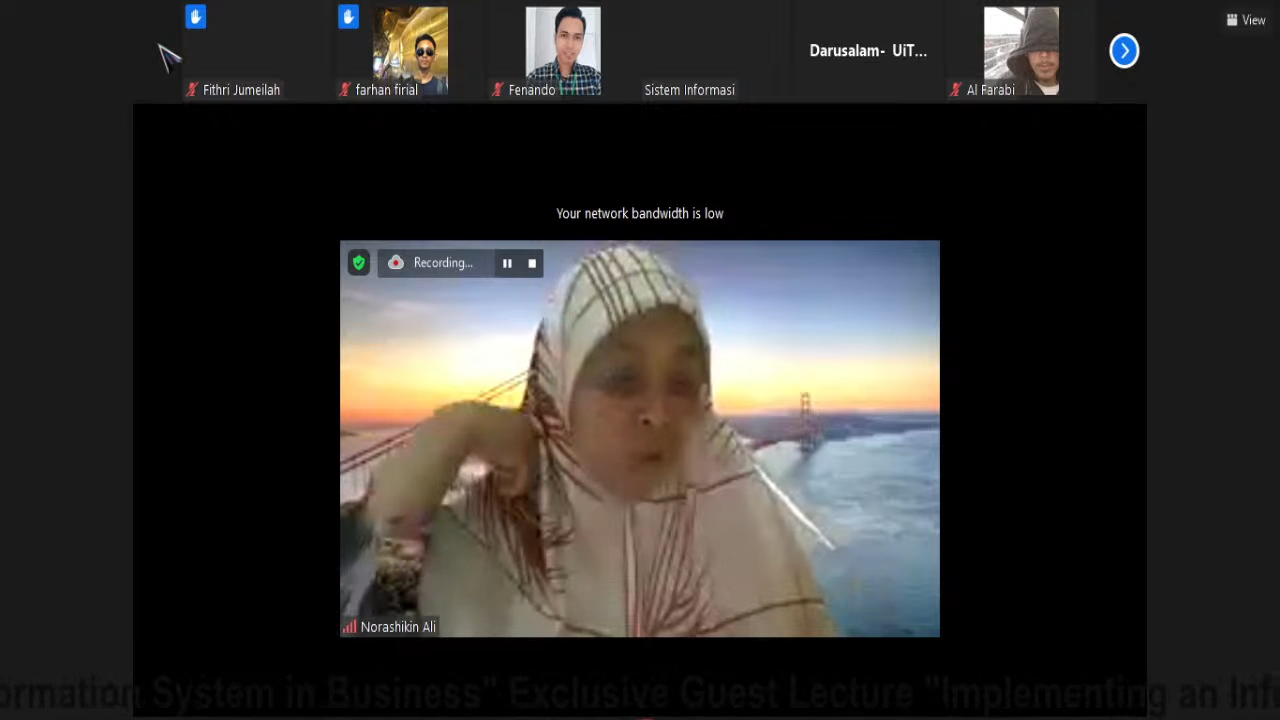 View
Darusalam- UiT...
Fithri Jumeilah
farhan firial
Fenando
Sistem Informasi
Al Farabi
Your network bandwidth is low
Recording...
Norashikin Ali
ormation System in Business" Exclusive Guest Lecture "Implementing an Inf